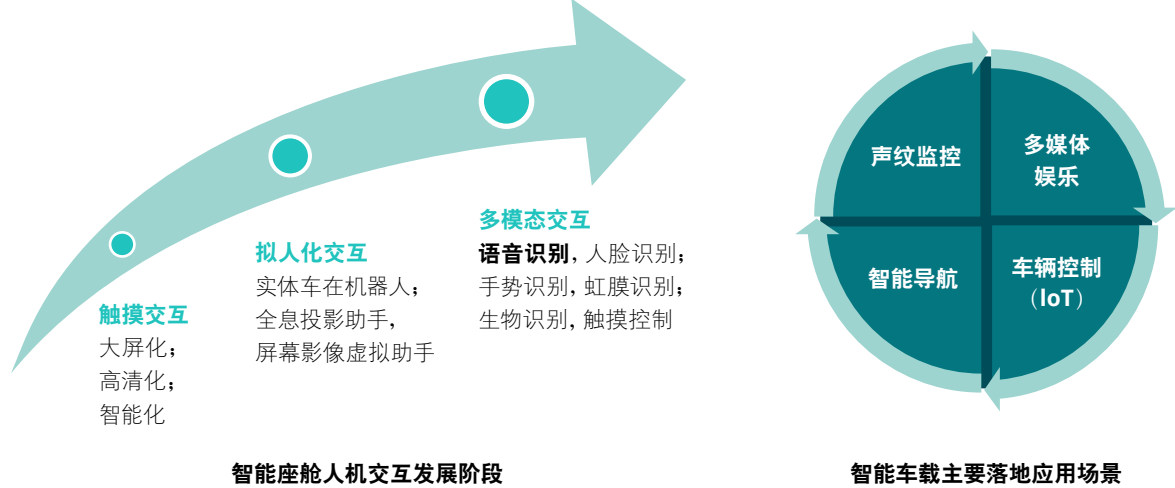 触摸交互
大屏化；
高清化；
智能化
拟人化交互
实体车在机器人；
全息投影助手，
屏幕影像虚拟助手
多模态交互
语音识别，人脸识别；
手势识别，虹膜识别；
生物识别，触摸控制
智能座舱人机交互发展阶段
声纹监控
多媒体
娱乐
智能导航
车辆控制
（IoT）
智能车载主要落地应用场景